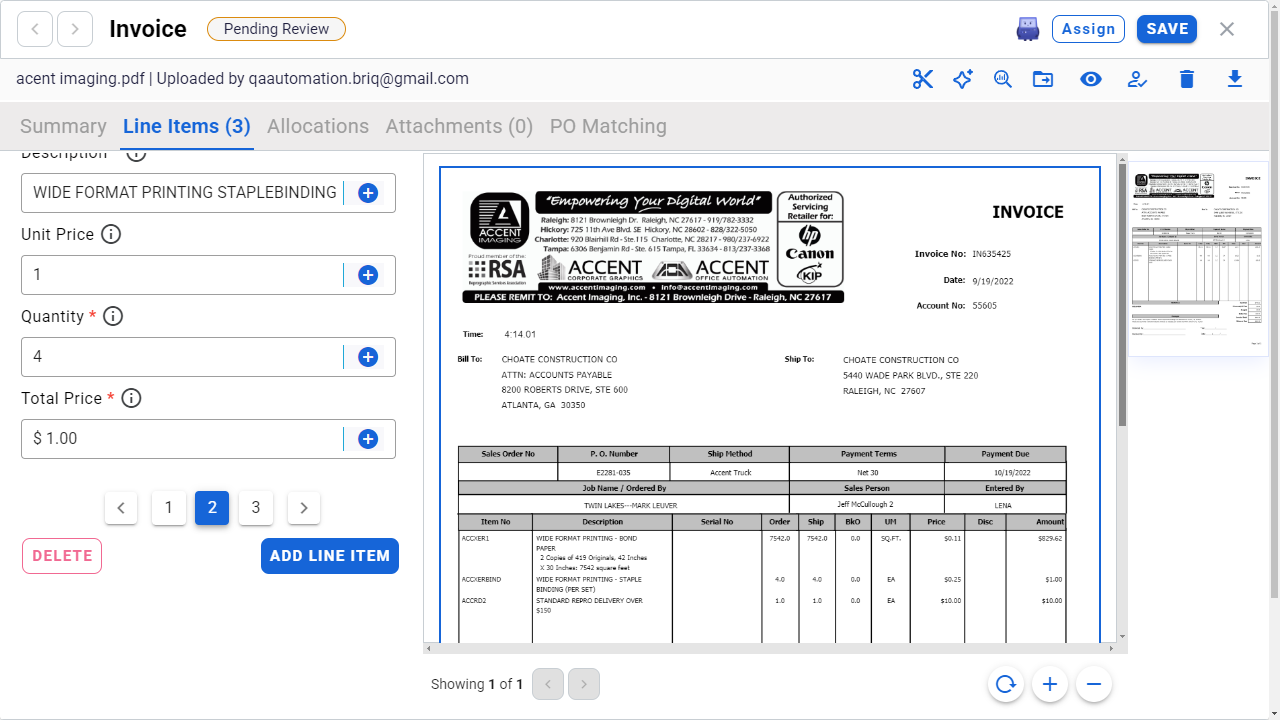 Invoice
Pending Review
Assign
SAVE
acent imaging.pdf | Uploaded by qaautomation.briq@gmail.com
Summary
Line Items (3)
Allocations
Attachments (0)
PO Matching
Description
WIDE FORMAT PRINTING STAPLEBINDING
Unit Price
1
Quantity *
4
Total Price *
$ 1.00
1
2
3
DELETE
ADD LINE ITEM
ACCENT
IMAGING
"Empowering Your Digital World"
Raleigh: 8121 Brownleigh Dr. Raleigh, NC 27617 - 919/782-3332
Hickory: 725 11th Ave Blvd. SE Hickory, NC 28602 - 828/322-5050
Charlotte: 920 Blairhill Rd - Ste.115 Charlotte, NC 28217 - 980/237-6922
Tampa: 6306 Benjamin Rd- Ste. 615 Tampa, FL 33634 - 813/237-3368
Proud member of the:
RSA
Reprographic Services Association
ACCENT
CORPORATE GRAPHICS
ACCENT
OFFICE AUTOMATION
www.accentimaging.com • info@accentimaging.com
PLEASE REMIT TO: Accent Imaging, Inc. - 8121 Brownleigh Drive - Raleigh, NC 27617
Authorized
Servicing
Retailer for:
hp
Canon
KIP
INVOICE
Invoice No: IN635425
Date: 9/19/2022
Account No: 55605
Time: 4:14.01
Bill To: CHOATE CONSTRUCTION CO
ATTN: ACCOUNTS PAYABLE
8200 ROBERTS DRIVE, STE 600
ATLANTA, GA 30350
Ship To: CHOATE CONSTRUCTION CO
5440 WADE PARK BLVD., STE 220
RALEIGH, NC 27607
Sales Order No P. O. Number Ship Method Payment Terms Payment Due
E2281-035 Accent Truck Net 30 10/19/2022
Job Name / Ordered By Sales Person Entered By
TWIN LAKES---MARK LEUVER Jeff McCullough 2 LENA
Item No Description Serial No Order Ship BkO UM Price Disc Amount
ACCXER1 WIDE FORMAT PRINTING - BOND 7542.0 7542.0 0.0 SQ.FT. $0.11 $829.62
PAPER
2 Copies of 419 Originals, 42 Inches
X 30 Inches: 7542 square feet
ACCXERBIND WIDE FORMAT PRINTING - STAPLE 4.0 4.0 0.0 EA $0.25 $1.00
BINDING (PER SET)
ACCRD2 STANDARD REPRO DELIVERY OVER 1.0 1.0 0.0 EA $10.00 $10.00
$150
Showing 1 of 1